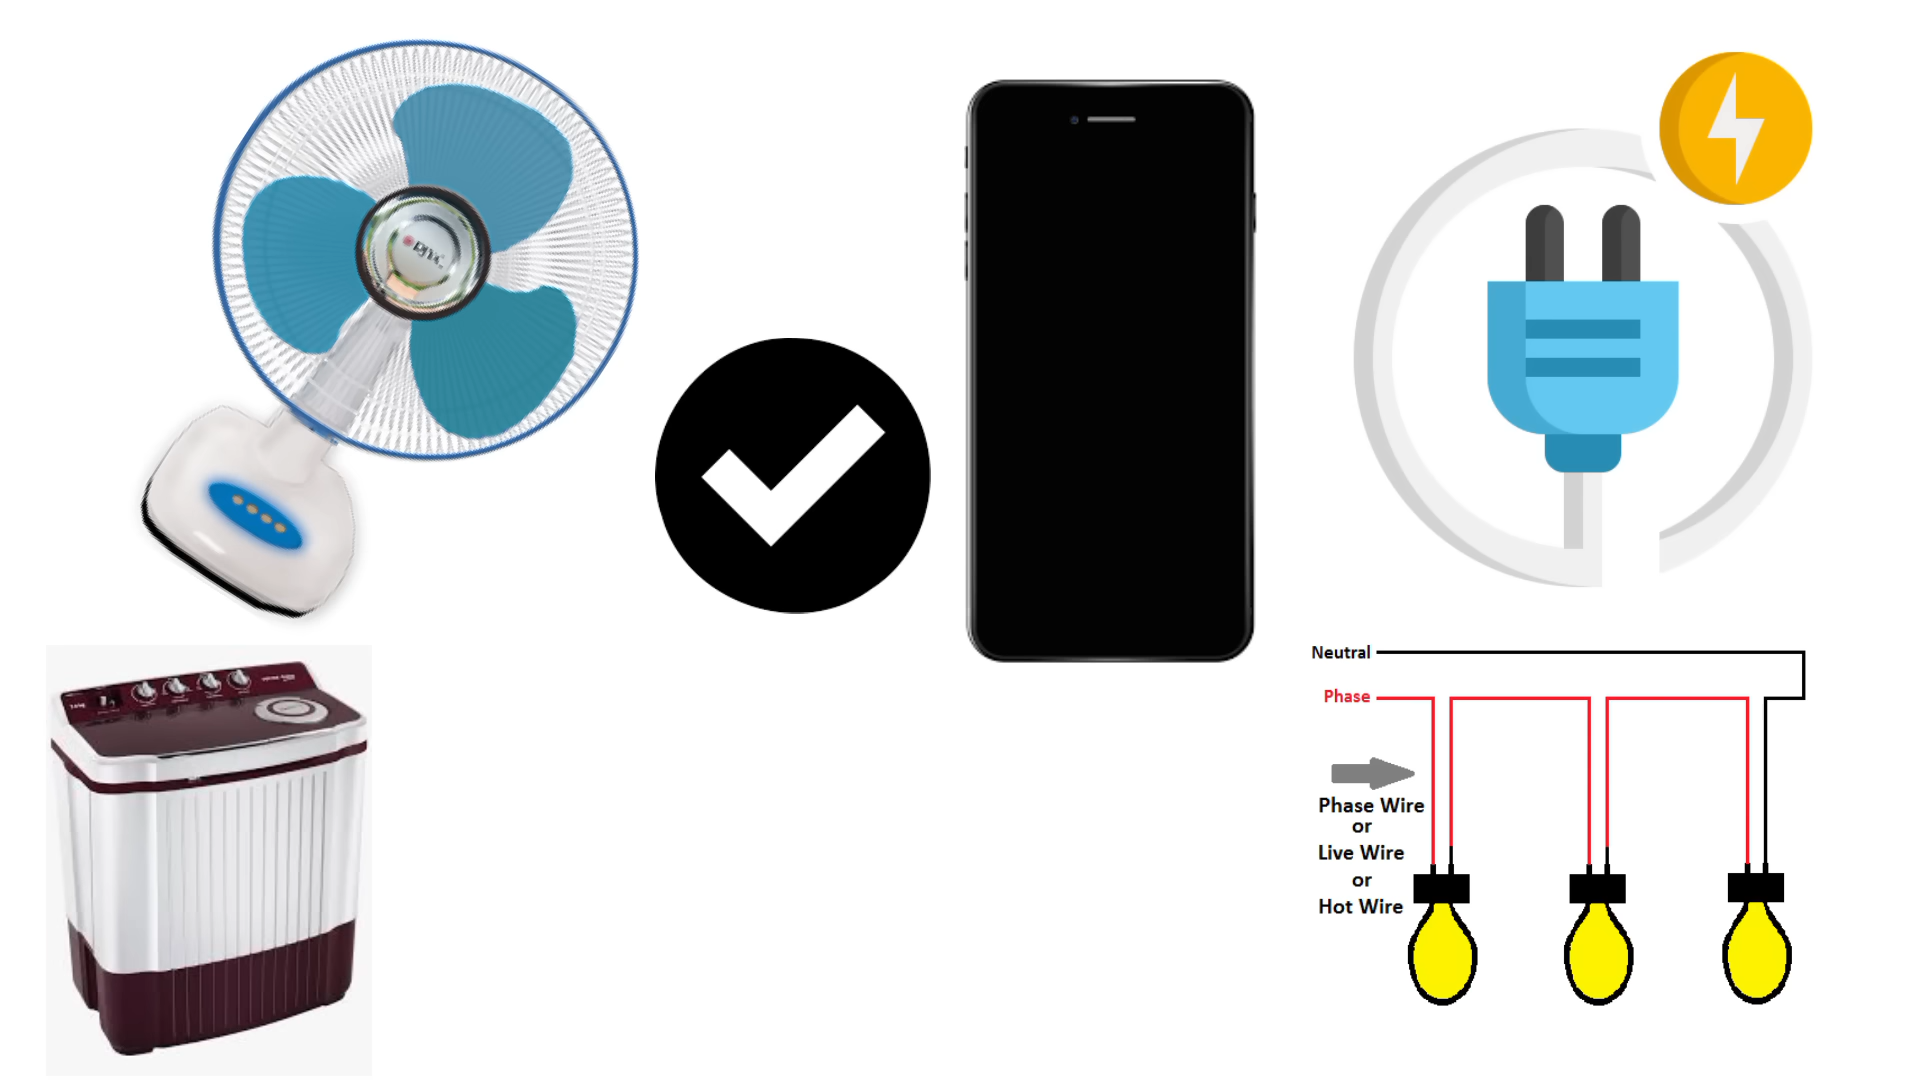 Neutral
Phase
Phase Wire
or
Live Wire
or
Hot Wire